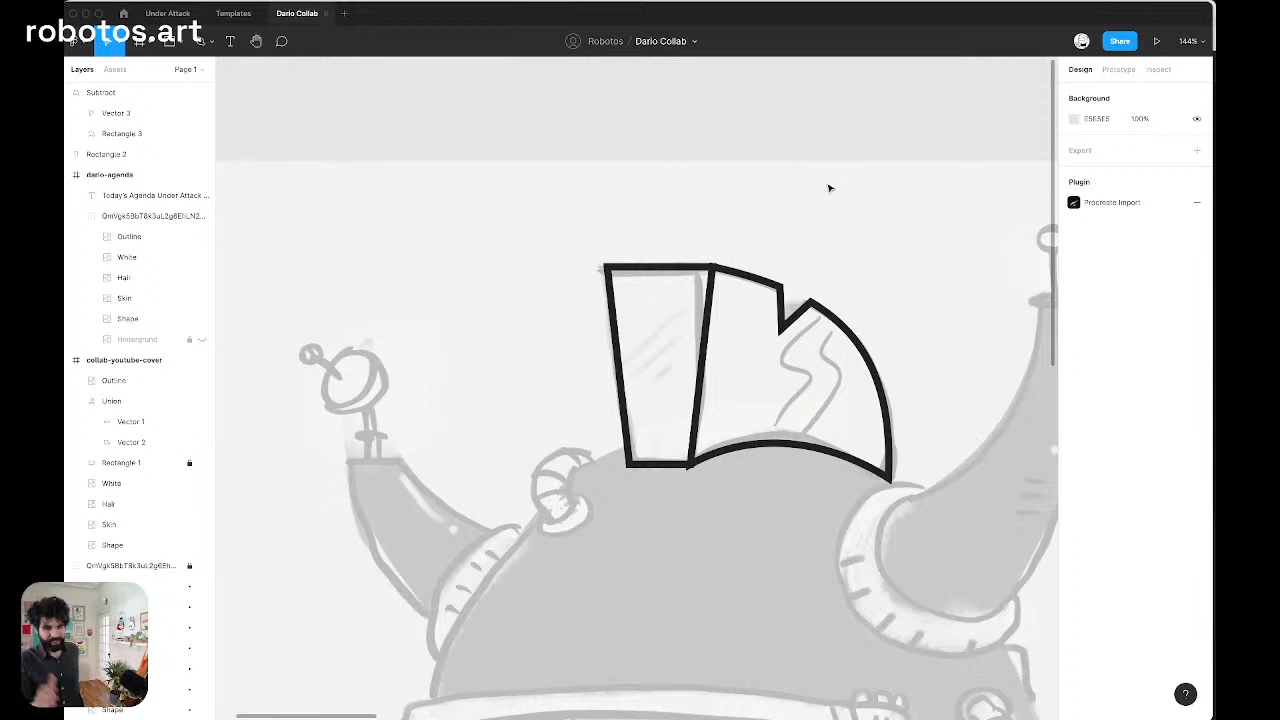 Under Attack
Templates
Dario Collab
robotos.art
Robotos / Dario Collab
Share
144%
Layers
Assets
Page 1
Design
Prototype
Inspect
Subtract
Vector 3
Rectangle 3
Rectangle 2
dario-agenda
Today's Agenda Under Attack ...
QmVgk5BbT8k3uL2g6EhLN2...
Outline
White
Hair
Skin
Shape
Hintergrund
collab-youtube-cover
Outline
Union
Vector 1
Vector 2
Rectangle 1
White
Hair
Skin
Shape
QmVgk5BbT8k3uL2g6Eh...
Shape
Background
E5E5E5
100%
Export
Plugin
Procreate Import
?